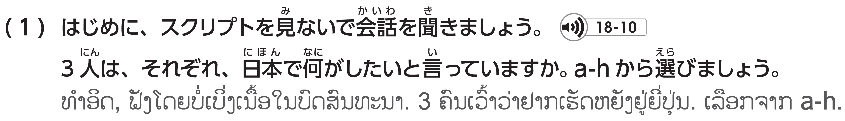 (1) はじめに、スクリプトを見ないで会話を聞きましょう。 18-10
3人は、それぞれ、日本で何がしたいと言っていますか。a-hから選びましょう。
ທຳອິດ, ຟັງໂດຍບໍ່ເບິ່ງເນື້ອໃນບົດສົນທະນາ. 3 ຄົນເວົ້າວ່າຢາກເຮັດຫຍັງຢູ່ຍີ່ປຸ່ນ. ເລືອກຈາກ a-h.